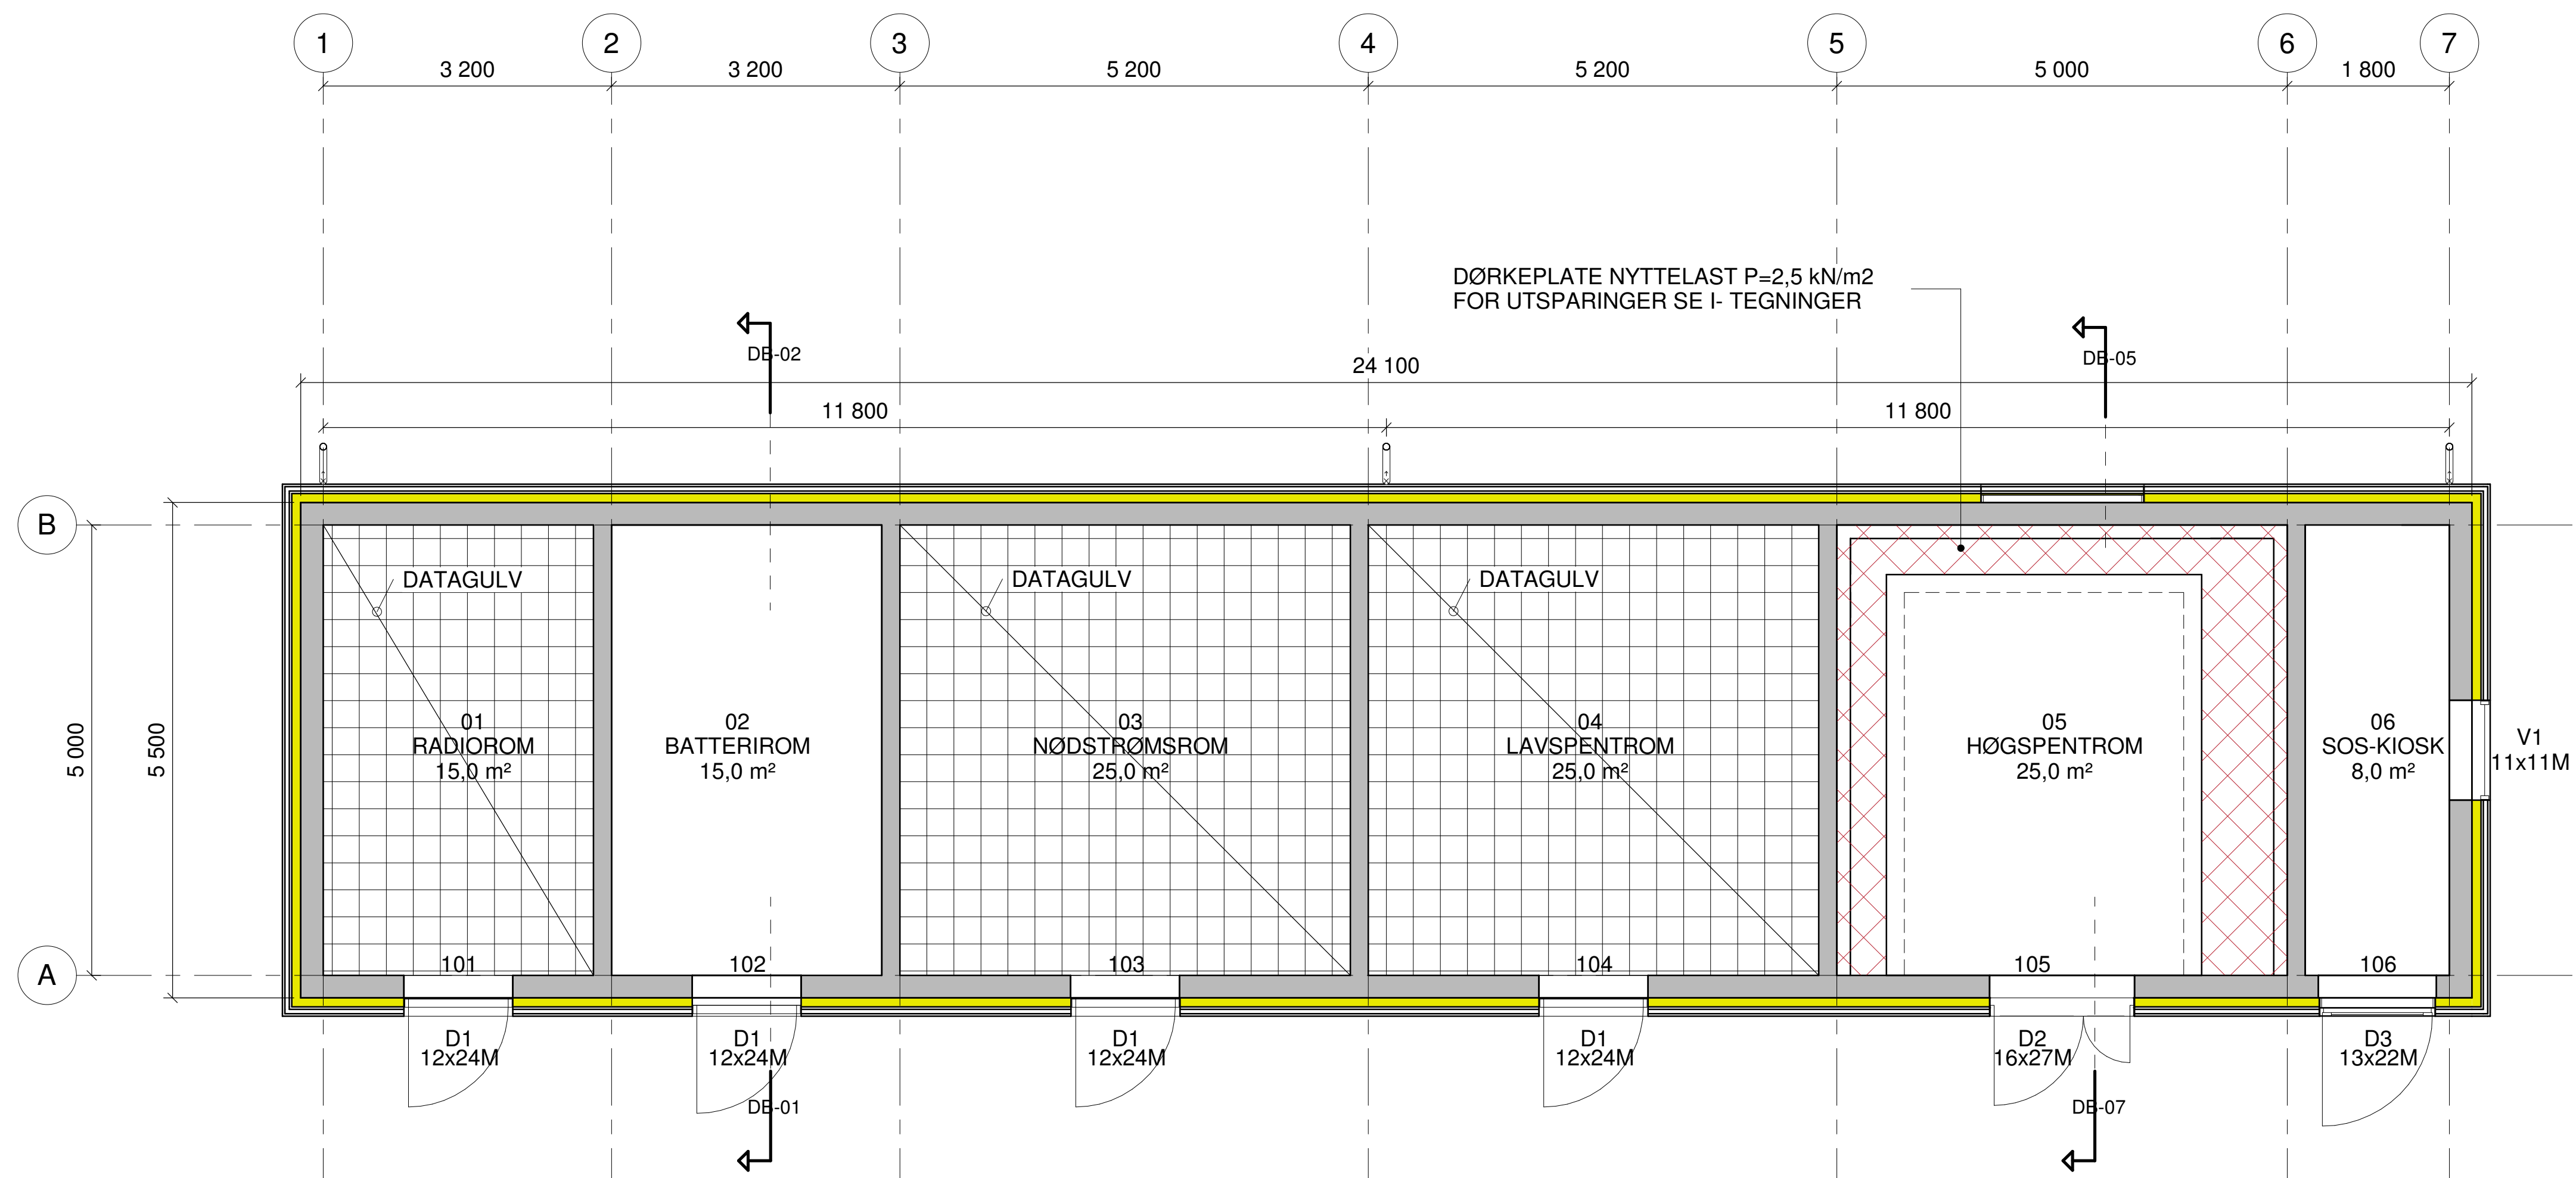 1 2 3 4 5 6 7
3 200 3 200 5 200 5 200 5 000 1 800
DØRKEPLATE NYTTELAST P=2,5 kN/m2
FOR UTSPARINGER SE I- TEGNINGER
DB-02
DB-05
24 100
11 800 11 800
B
A
5 000
5 500
DATAGULV
DATAGULV
DATAGULV
01
RADIOROM
15,0 m²
02
BATTERIROM
15,0 m²
03
NØDSTRØMSROM
25,0 m²
04
LAVSPENTROM
25,0 m²
05
HØGSPENTROM
25,0 m²
06
SOS-KIOSK
8,0 m²
V1
11x11M
101 102 103 104 105 106
D1
12x24M
D1
12x24M
D1
12x24M
D1
12x24M
D2
16x27M
D3
13x22M
DB-01
DB-07